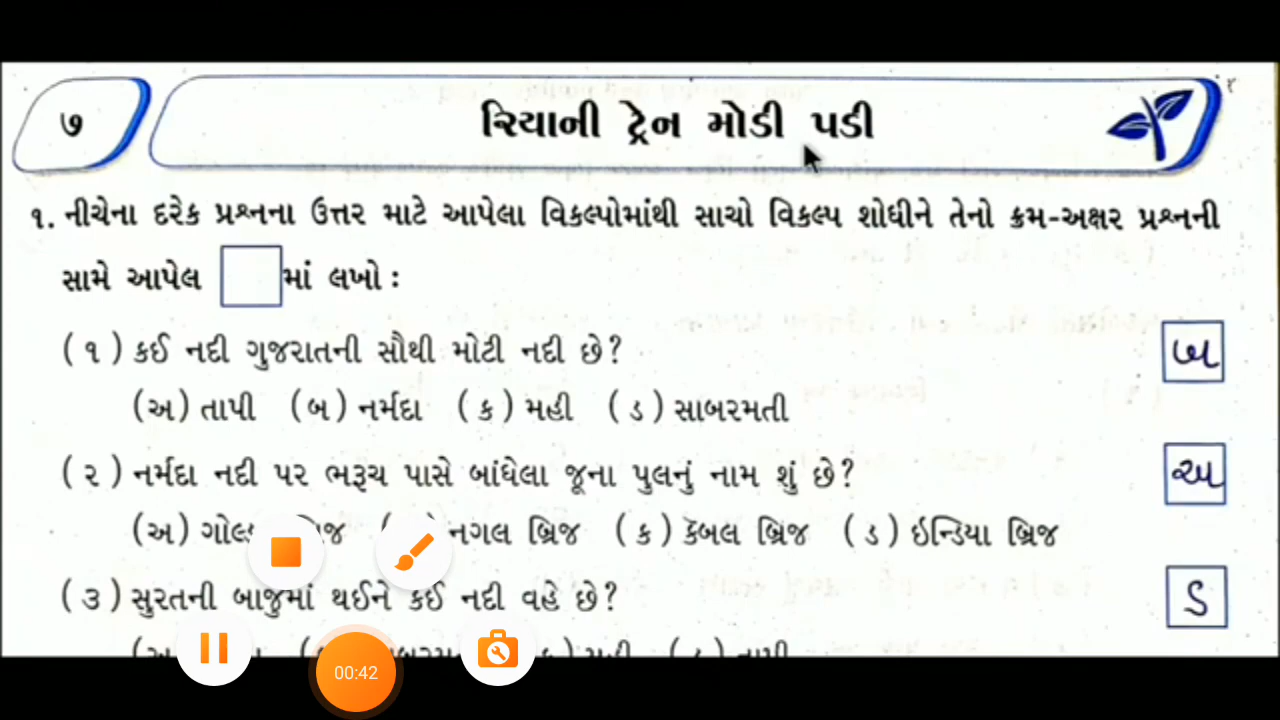 ૭
રિયાની ટ્રેન મોડી પડી
૧. નીચેના દરેક પ્રશ્નના ઉત્તર માટે આપેલા વિકલ્પોમાંથી સાચો વિકલ્પ શોધીને તેનો ક્રમ-અક્ષર પ્રશ્નની
સામે આપેલ માં લખો :
(૧) કઈ નદી ગુજરાતની સૌથી મોટી નદી છે? બ
(અ) તાપી (બ) નર્મદા (ક) મહી (ડ) સાબરમતી
(૨) નર્મદા નદી પર ભરૂચ પાસે બાંધેલા જૂના પુલનું નામ શું છે? અ
(અ) (ક) કેબલ બ્રિજ (ડ) ઇન્ડિયા બ્રિજ
(૩) સુરતની બાજુમાં થઈને કઈ નદી વહે છે? ડ
00:42